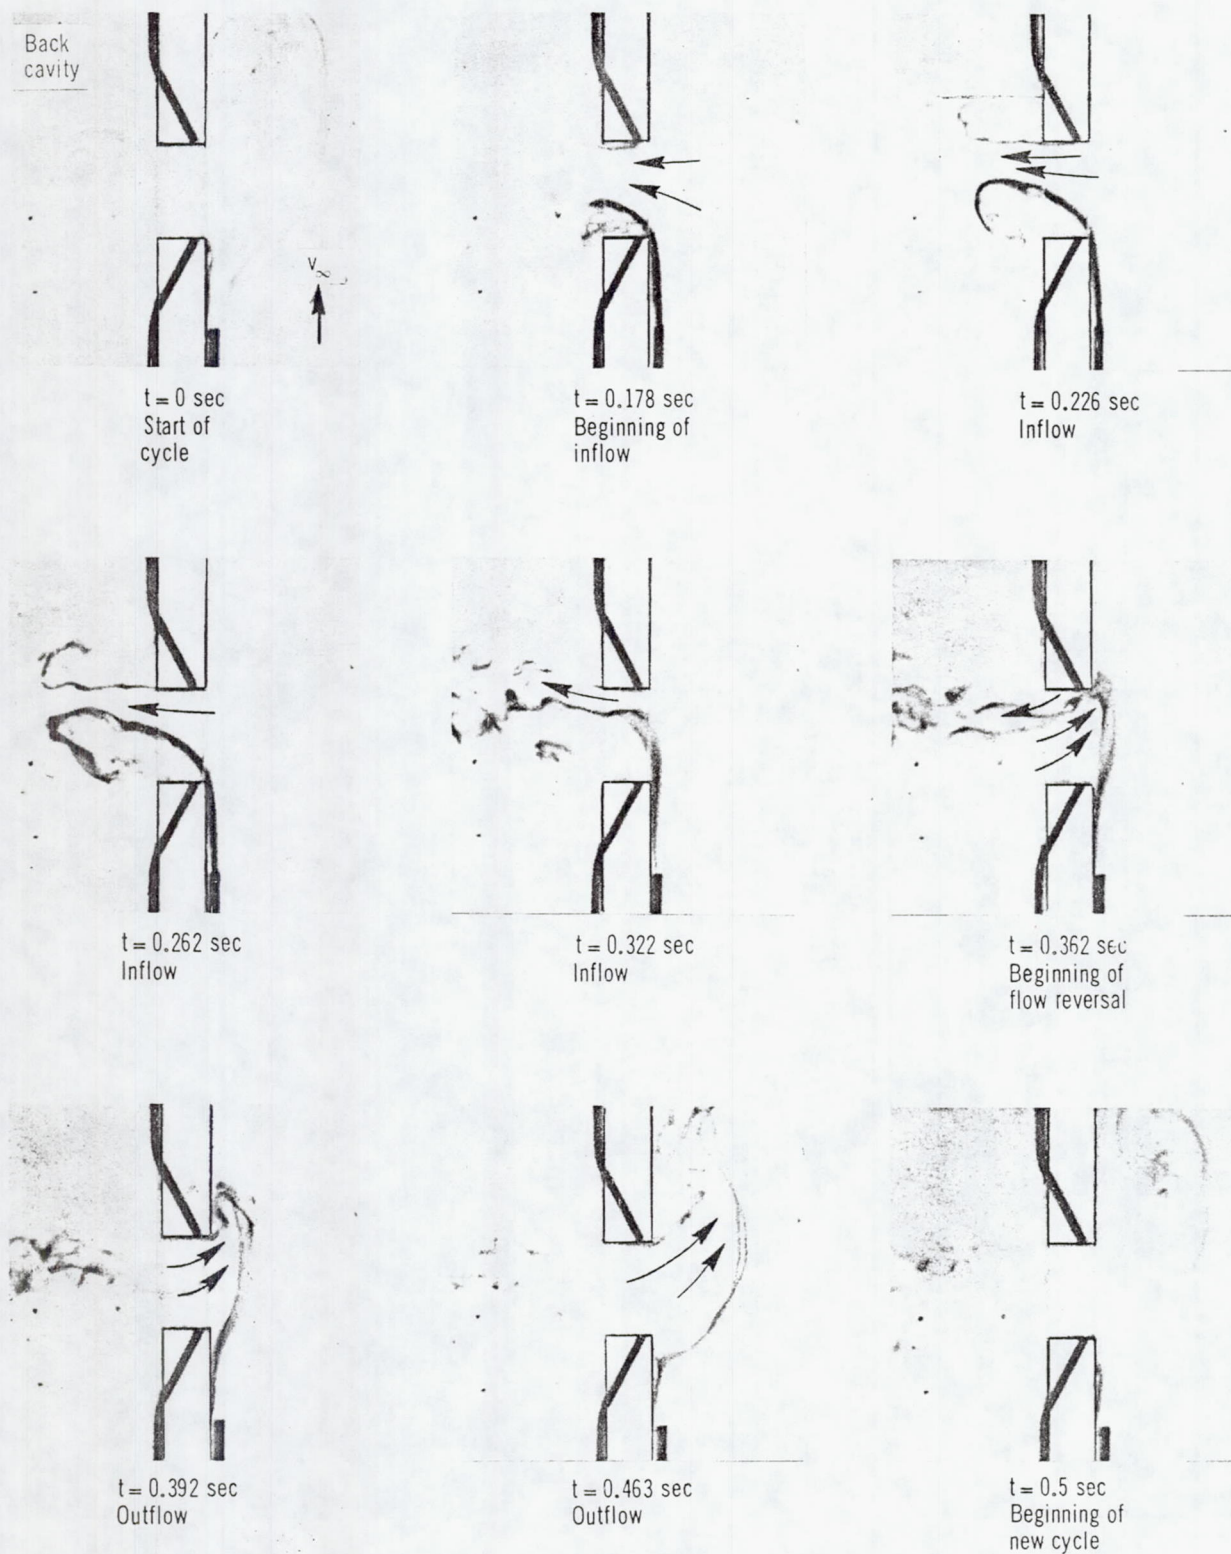 Back
cavity
V∞
t = 0 sec
Start of
cycle
t = 0.178 sec
Beginning of
inflow
t = 0.226 sec
Inflow
t = 0.262 sec
Inflow
t = 0.322 sec
Inflow
t = 0.362 sec
Beginning of
flow reversal
t = 0.392 sec
Outflow
t = 0.463 sec
Outflow
t = 0.5 sec
Beginning of
new cycle